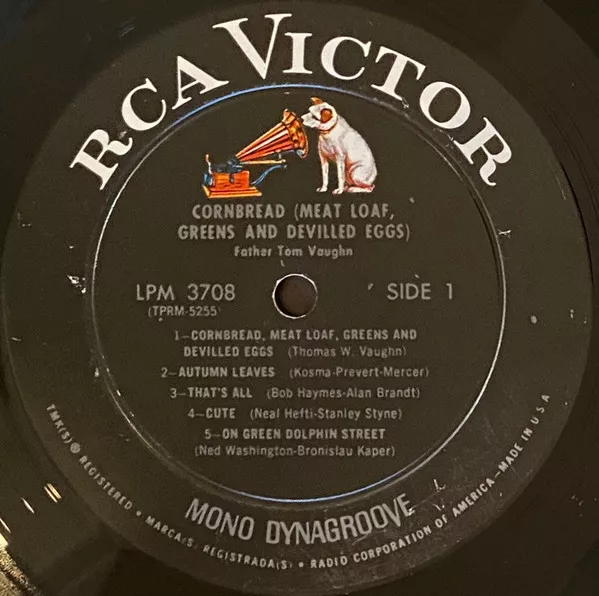 RCA VICTOR
CORNBREAD (MEAT LOAF,
GREENS AND DEVILLED EGGS)
Father Tom Vaughn
LPM 3708
SIDE 1
(TPRM-5255)
1—CORNBREAD, MEAT LOAF, GREENS AND
DEVILLED EGGS (Thomas W. Vaughn)
2—AUTUMN LEAVES (Kosma-Prevert-Mercer)
3—THAT'S ALL (Bob Haymes-Alan Brandt)
4—CUTE (Neal Hefti-Stanley Styne)
5—ON GREEN DOLPHIN STREET
(Ned Washington-Bronislau Kaper)
MONO DYNAGROOVE
TMK(S) ® REGISTERED • MARCA(S) REGISTRADA(S) • RADIO CORPORATION OF AMERICA—MADE IN U.S.A